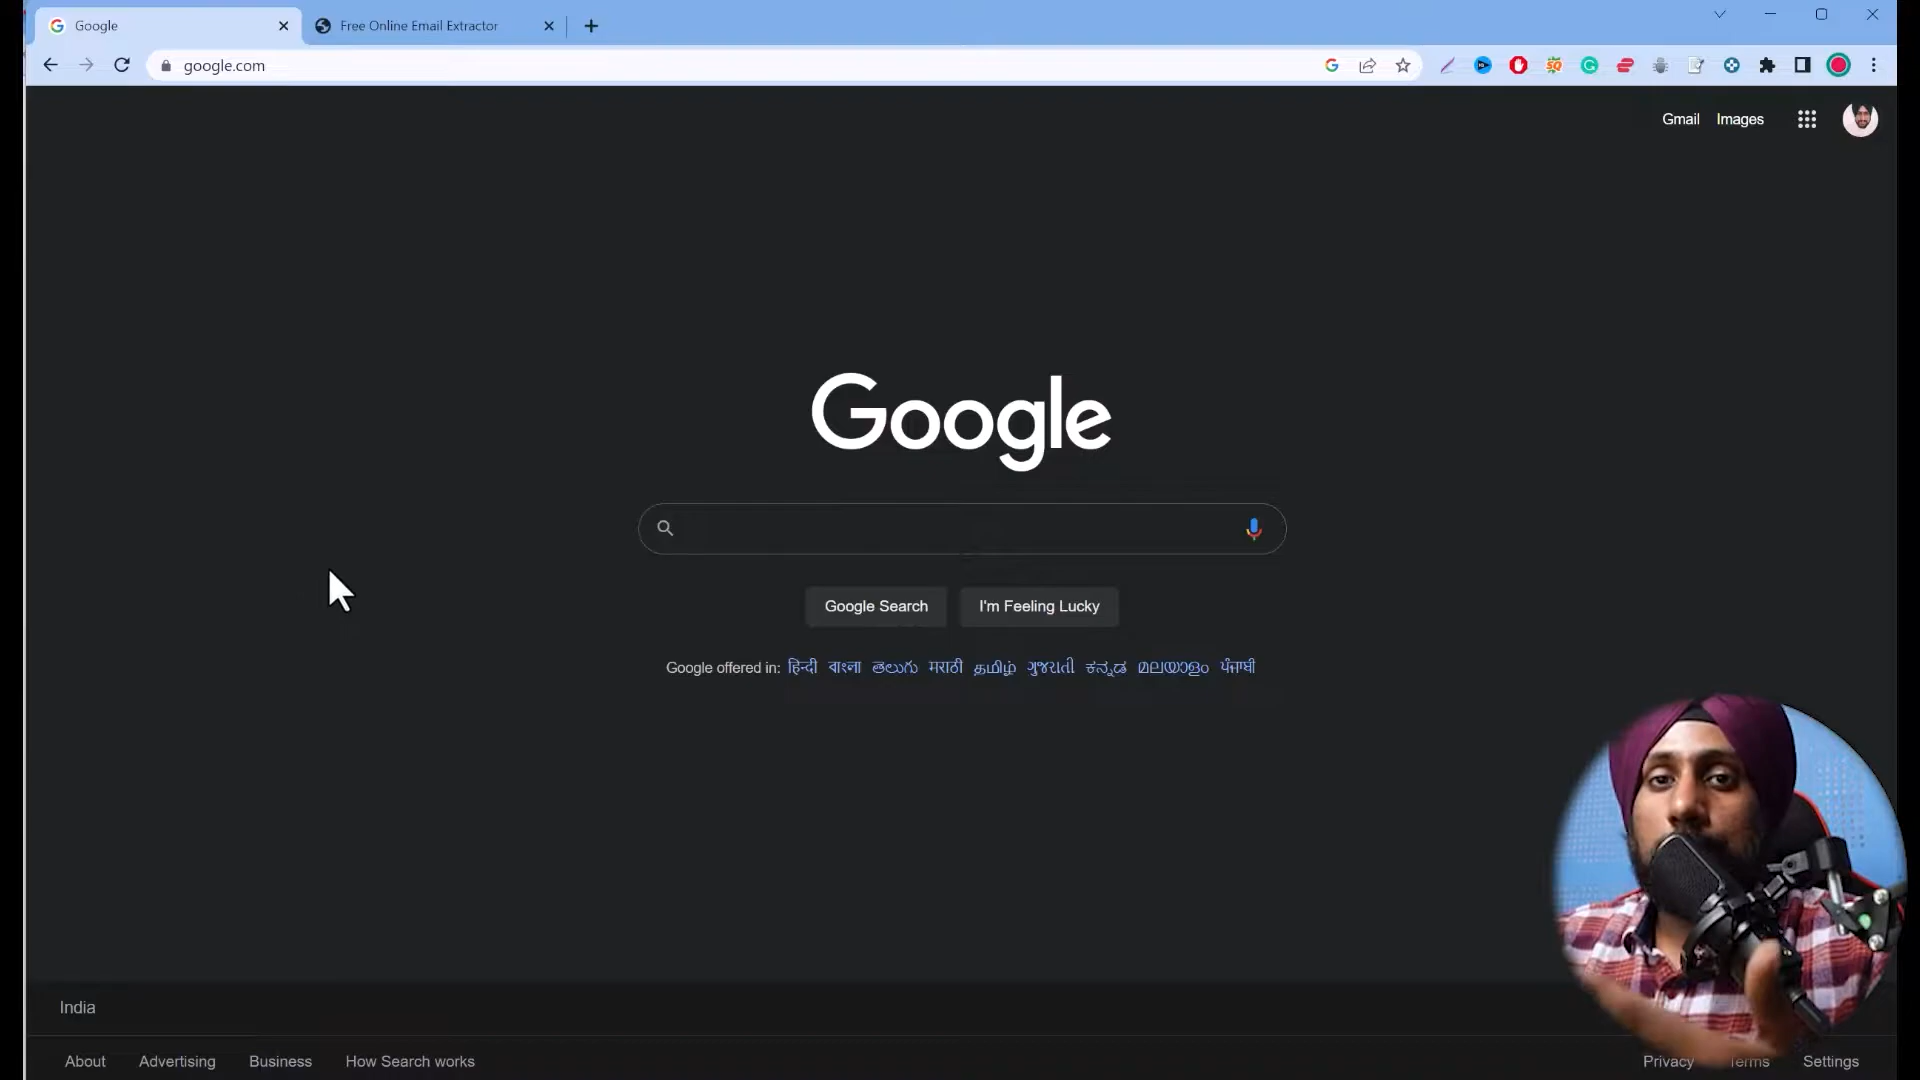 Google
Free Online Email Extractor
google.com
Gmail Images
Google
Google Search I'm Feeling Lucky
Google offered in: हिन्दी বাংলা తెలుగు मराठी தமிழ் ગુજરાતી ಕನ್ನಡ മലയാളം ਪੰਜਾਬੀ
India
About Advertising Business How Search works
Privacy Terms Settings